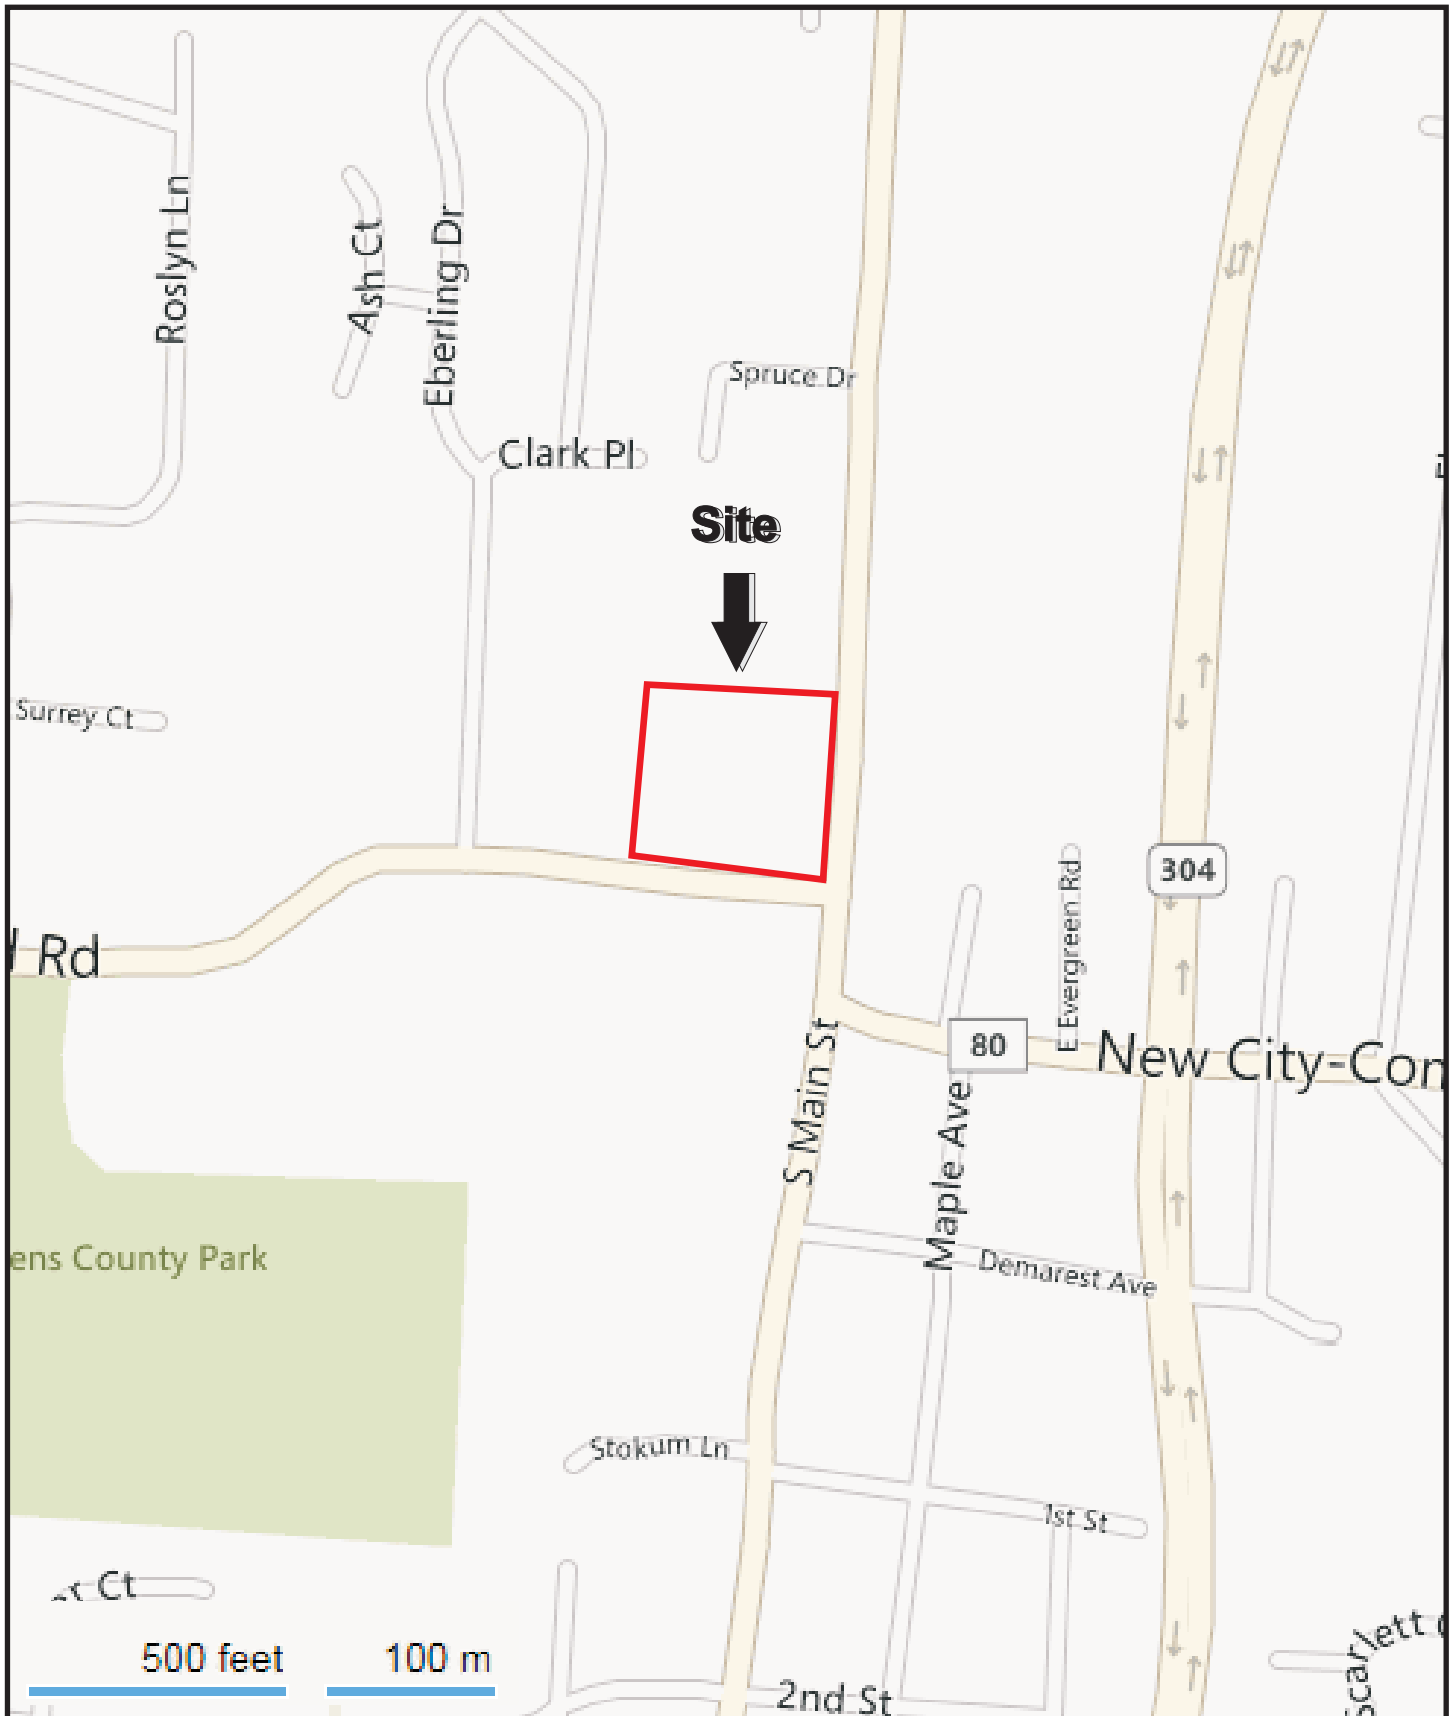 Roslyn Ln
Ash Ct
Eberling Dr
Spruce Dr
Clark Pl
Site
Surrey Ct
304
Rd
E Evergreen Rd
80
New City-Con
S Main St
Maple Ave
ens County Park
Demarest Ave
Stokum Ln
1st St
Ct
Scarlett
500 feet
100 m
2nd St